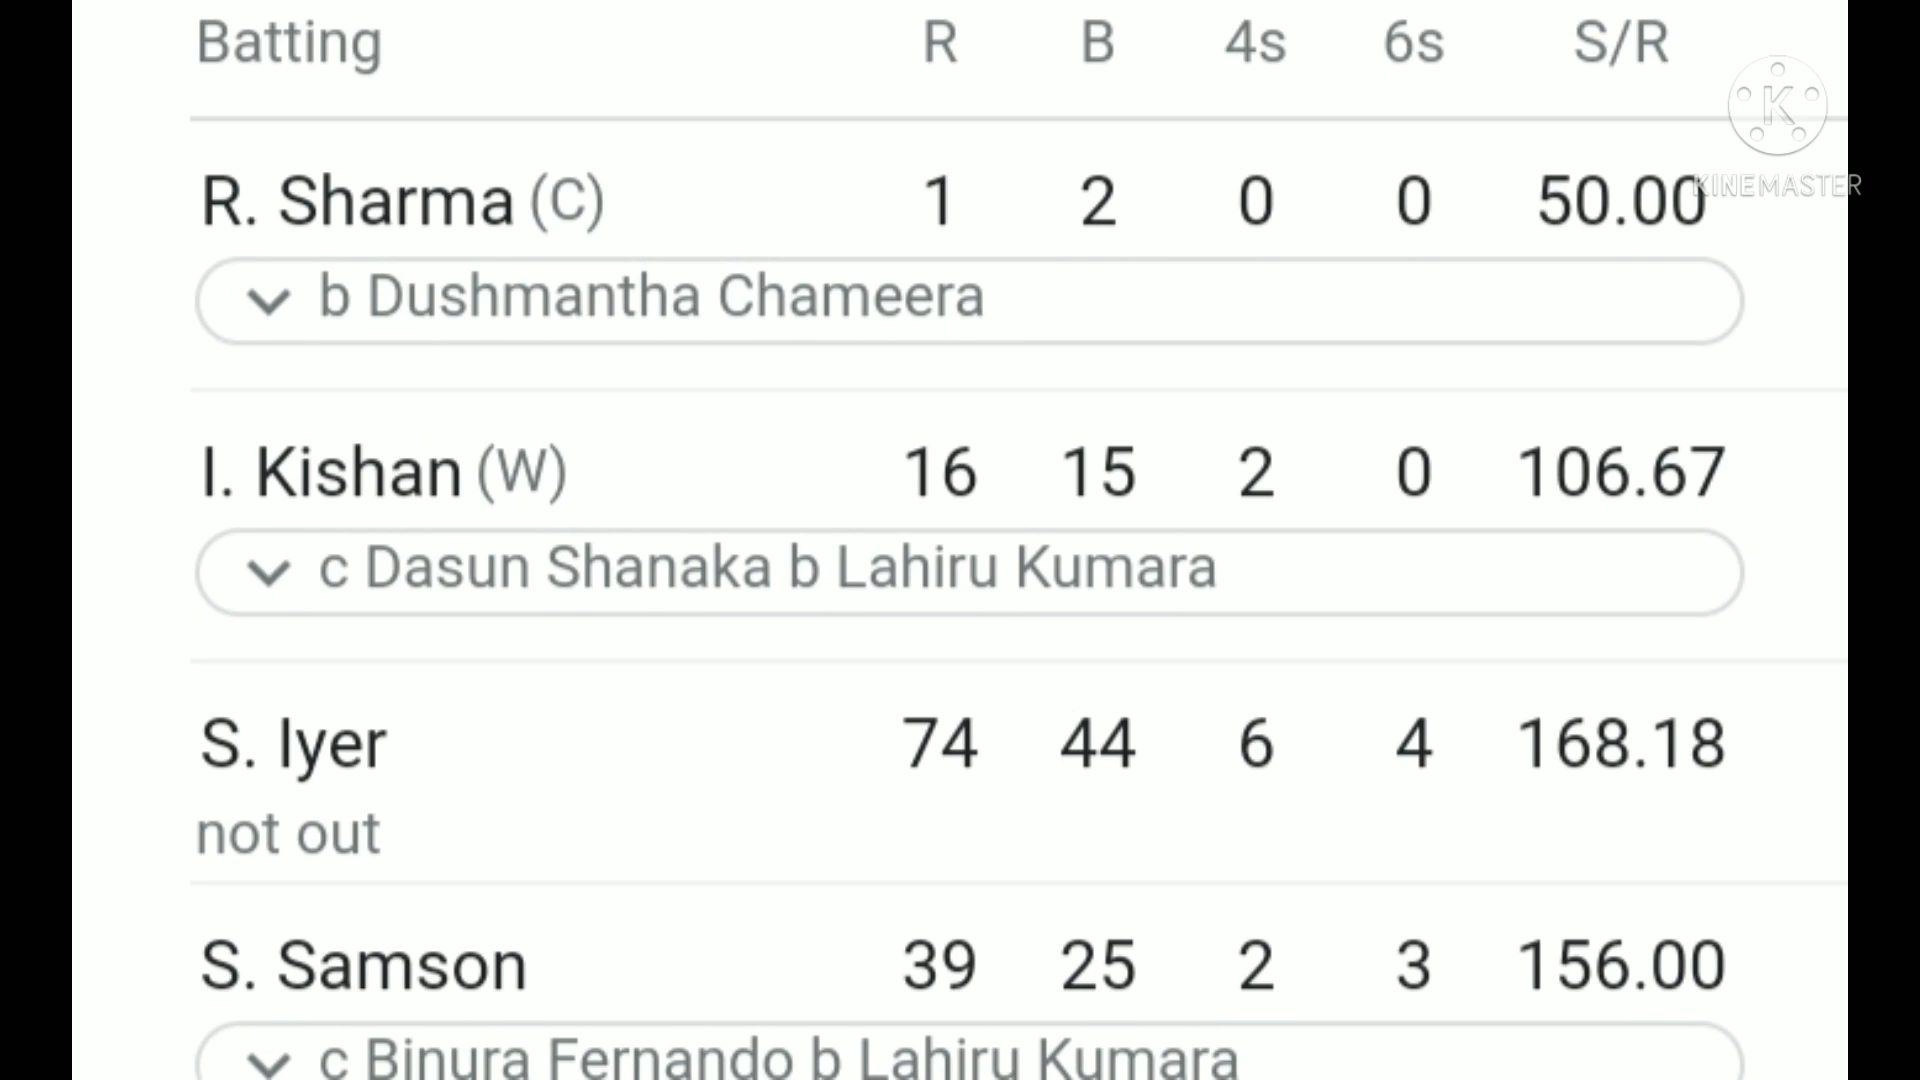 Batting R B 4s 6s S/R
K
KINEMASTER
R. Sharma (C) 1 2 0 0 50.00
b Dushmantha Chameera
I. Kishan (W) 16 15 2 0 106.67
c Dasun Shanaka b Lahiru Kumara
S. Iyer 74 44 6 4 168.18
not out
S. Samson 39 25 2 3 156.00
c Binura Fernando b Lahiru Kumara